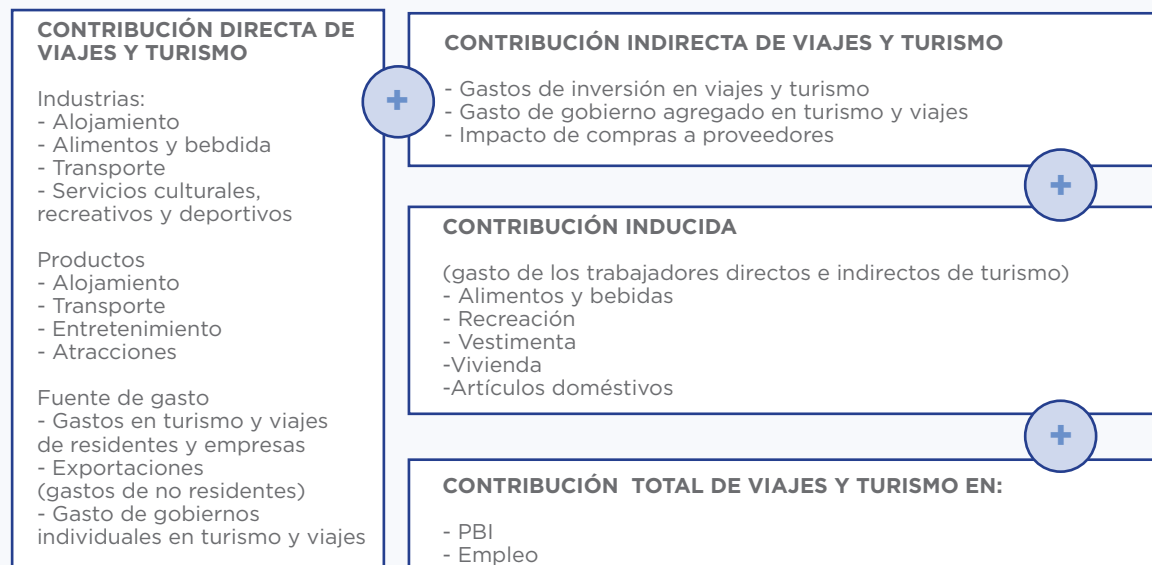 CONTRIBUCIÓN DIRECTA DE
VIAJES Y TURISMO
Industrias:
- Alojamiento
- Alimentos y bebdida
- Transporte
- Servicios culturales,
recreativos y deportivos
Productos
- Alojamiento
- Transporte
- Entretenimiento
- Atracciones
Fuente de gasto
- Gastos en turismo y viajes
de residentes y empresas
- Exportaciones
(gastos de no residentes)
- Gasto de gobiernos
individuales en turismo y viajes
+
CONTRIBUCIÓN INDIRECTA DE VIAJES Y TURISMO
- Gastos de inversión en viajes y turismo
- Gasto de gobierno agregado en turismo y viajes
- Impacto de compras a proveedores
+
CONTRIBUCIÓN INDUCIDA
(gasto de los trabajadores directos e indirectos de turismo)
- Alimentos y bebidas
- Recreación
- Vestimenta
-Vivienda
-Artículos doméstivos
+
CONTRIBUCIÓN  TOTAL DE VIAJES Y TURISMO EN:
- PBI
- Empleo